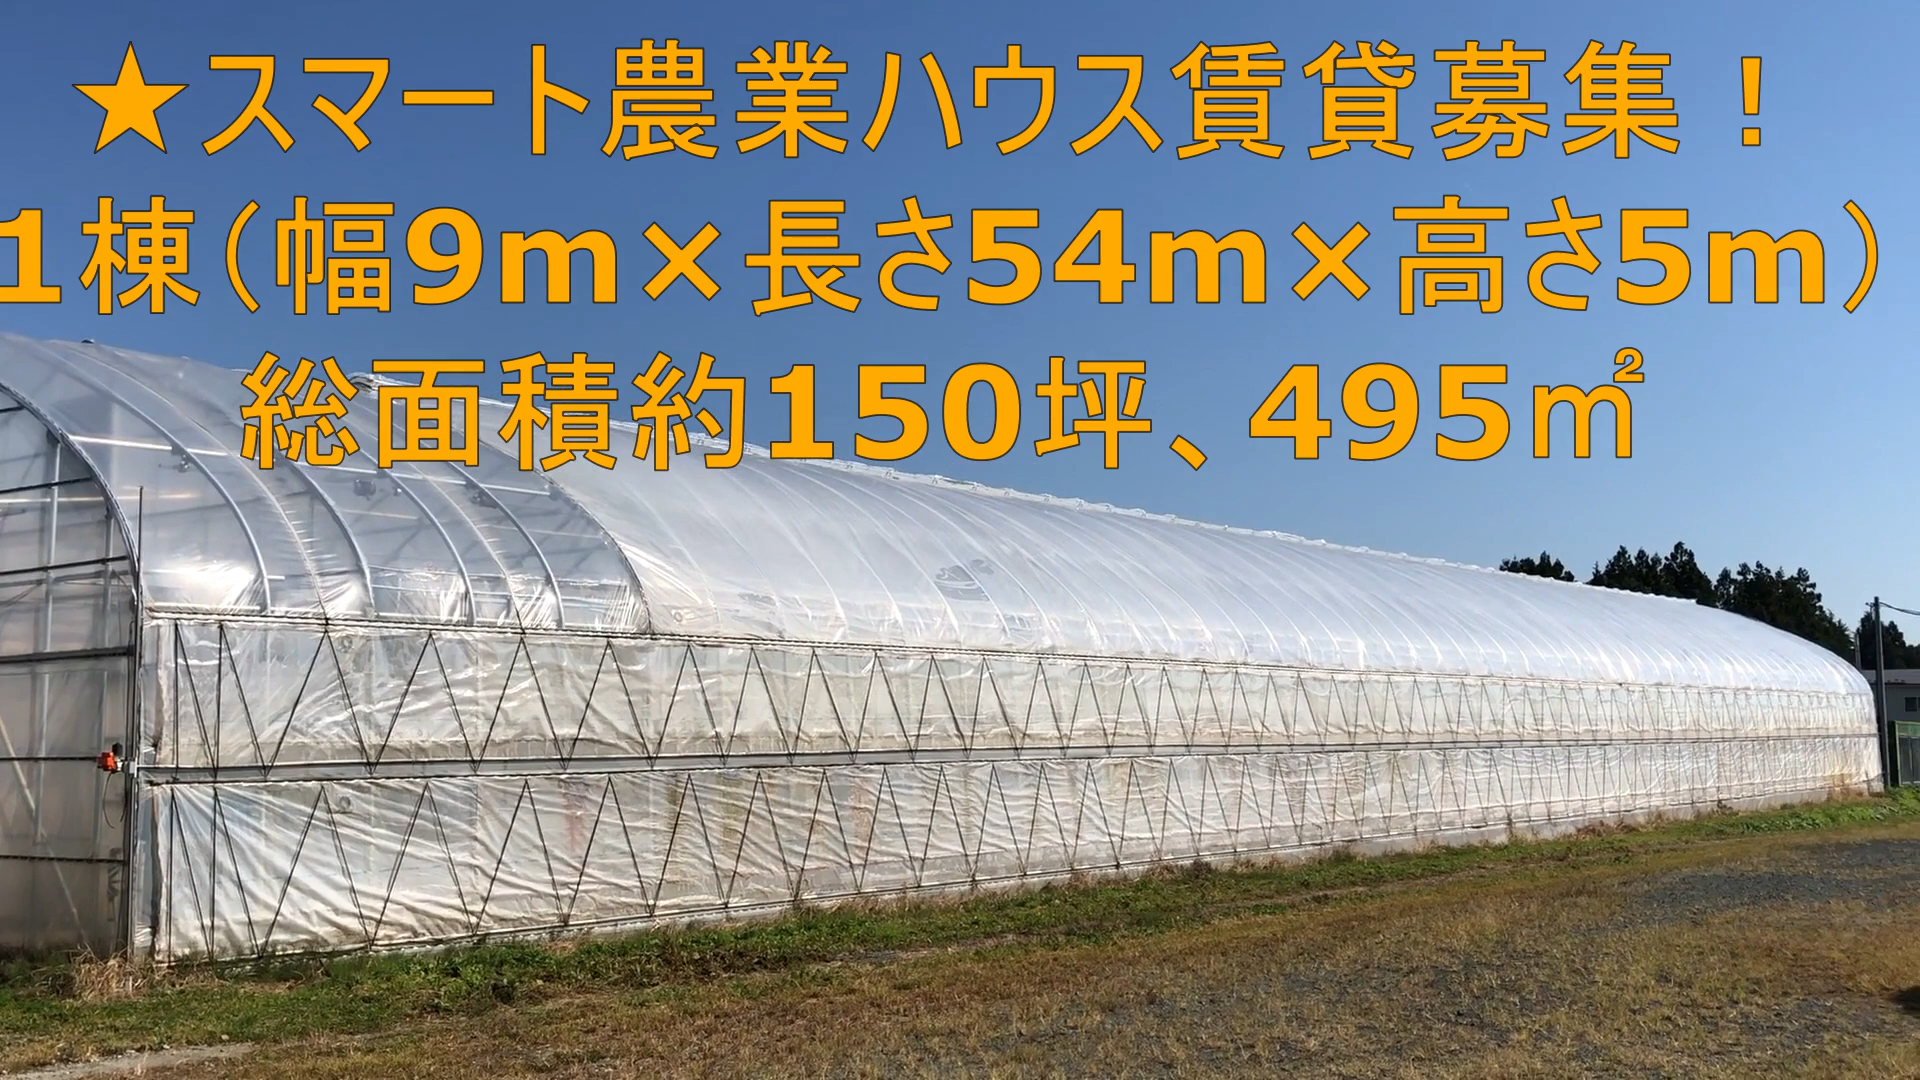 ★スマート農業ハウス賃貸募集！
1棟（幅9m×長さ54m×高さ5m）
総面積約150坪、495㎡